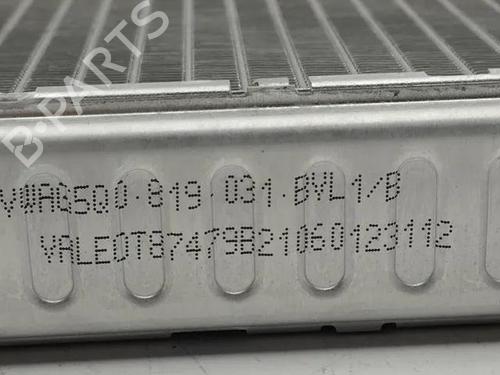 B-PARTS
VWAG5Q0.819 031.BVL1/B
VALEOT87479B21060123112